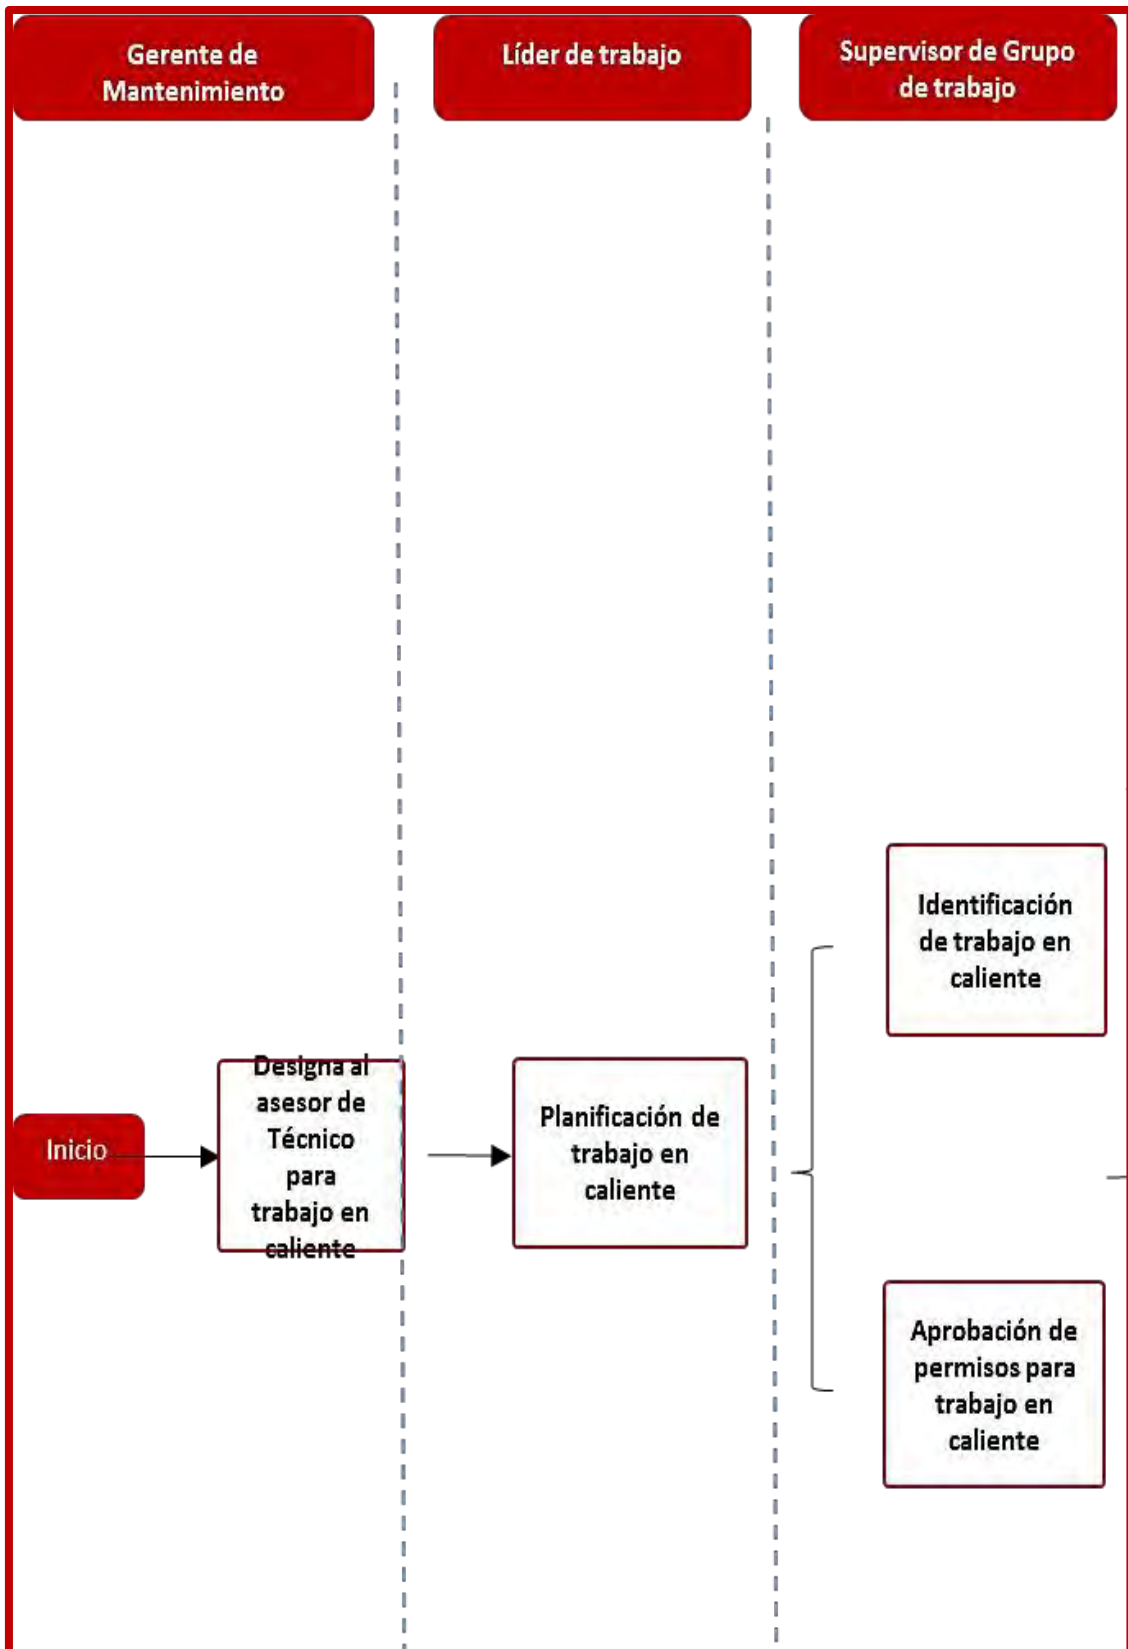 Gerente de
Mantenimiento
Líder de trabajo
Supervisor de Grupo
de trabajo
Inicio
Designa al
asesor de
Técnico
para
trabajo en
caliente
Planificación de
trabajo en
caliente
Identificación
de trabajo en
caliente
Aprobación de
permisos para
trabajo en
caliente